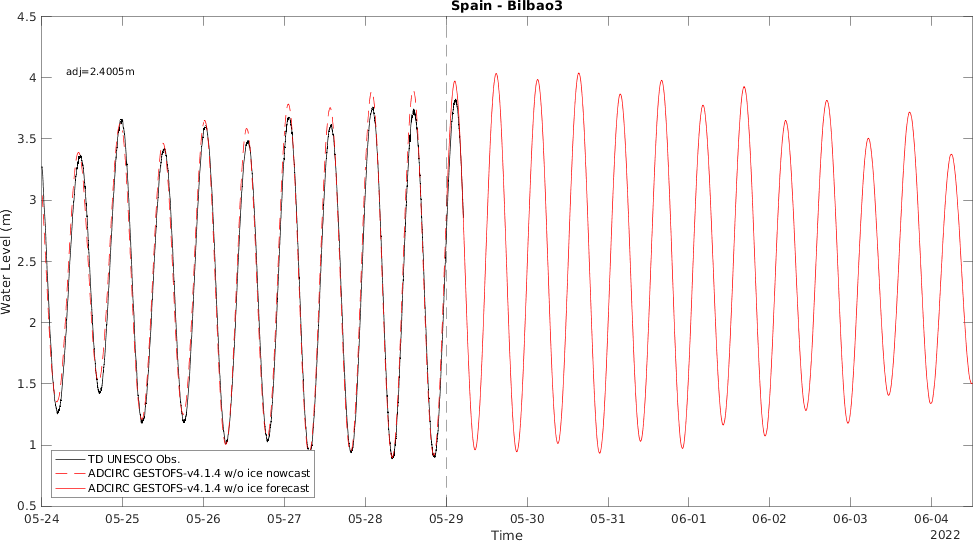 Spain - Bilbao3
4.5
4
3.5
3
2.5
2
1.5
1
0.5
Water Level (m)
adj=2.4005m
TD UNESCO Obs.
ADCIRC GESTOFS-v4.1.4 w/o ice nowcast
ADCIRC GESTOFS-v4.1.4 w/o ice forecast
05-24 05-25 05-26 05-27 05-28 05-29 05-30 05-31 06-01 06-02 06-03 06-04
Time
2022